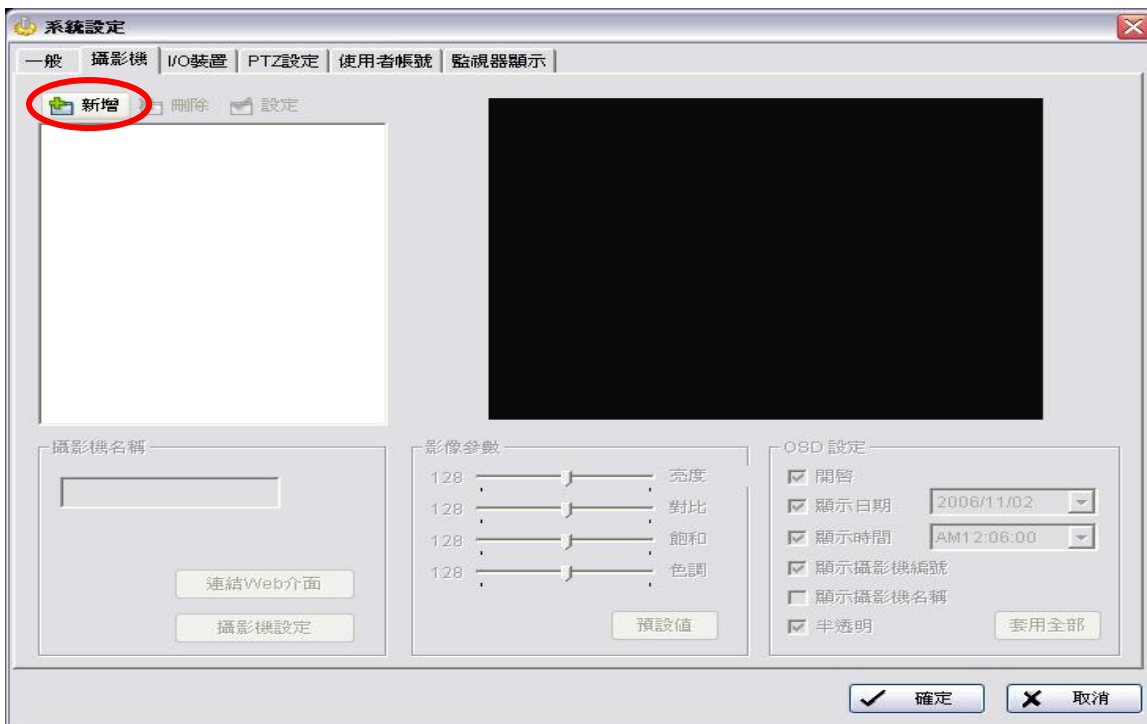 系統設定
一般 攝影機 I/O裝置 PTZ設定 使用者帳號 監視器顯示
新增 刪除 設定
攝影機名稱
連結Web介面
攝影機設定
影像參數
128 亮度
128 對比
128 飽和
128 色調
預設值
OSD 設定
開啓
顯示日期 2006/11/02
顯示時間 AM12:06:00
顯示攝影機編號
顯示攝影機名稱
半透明 套用全部
確定 取消